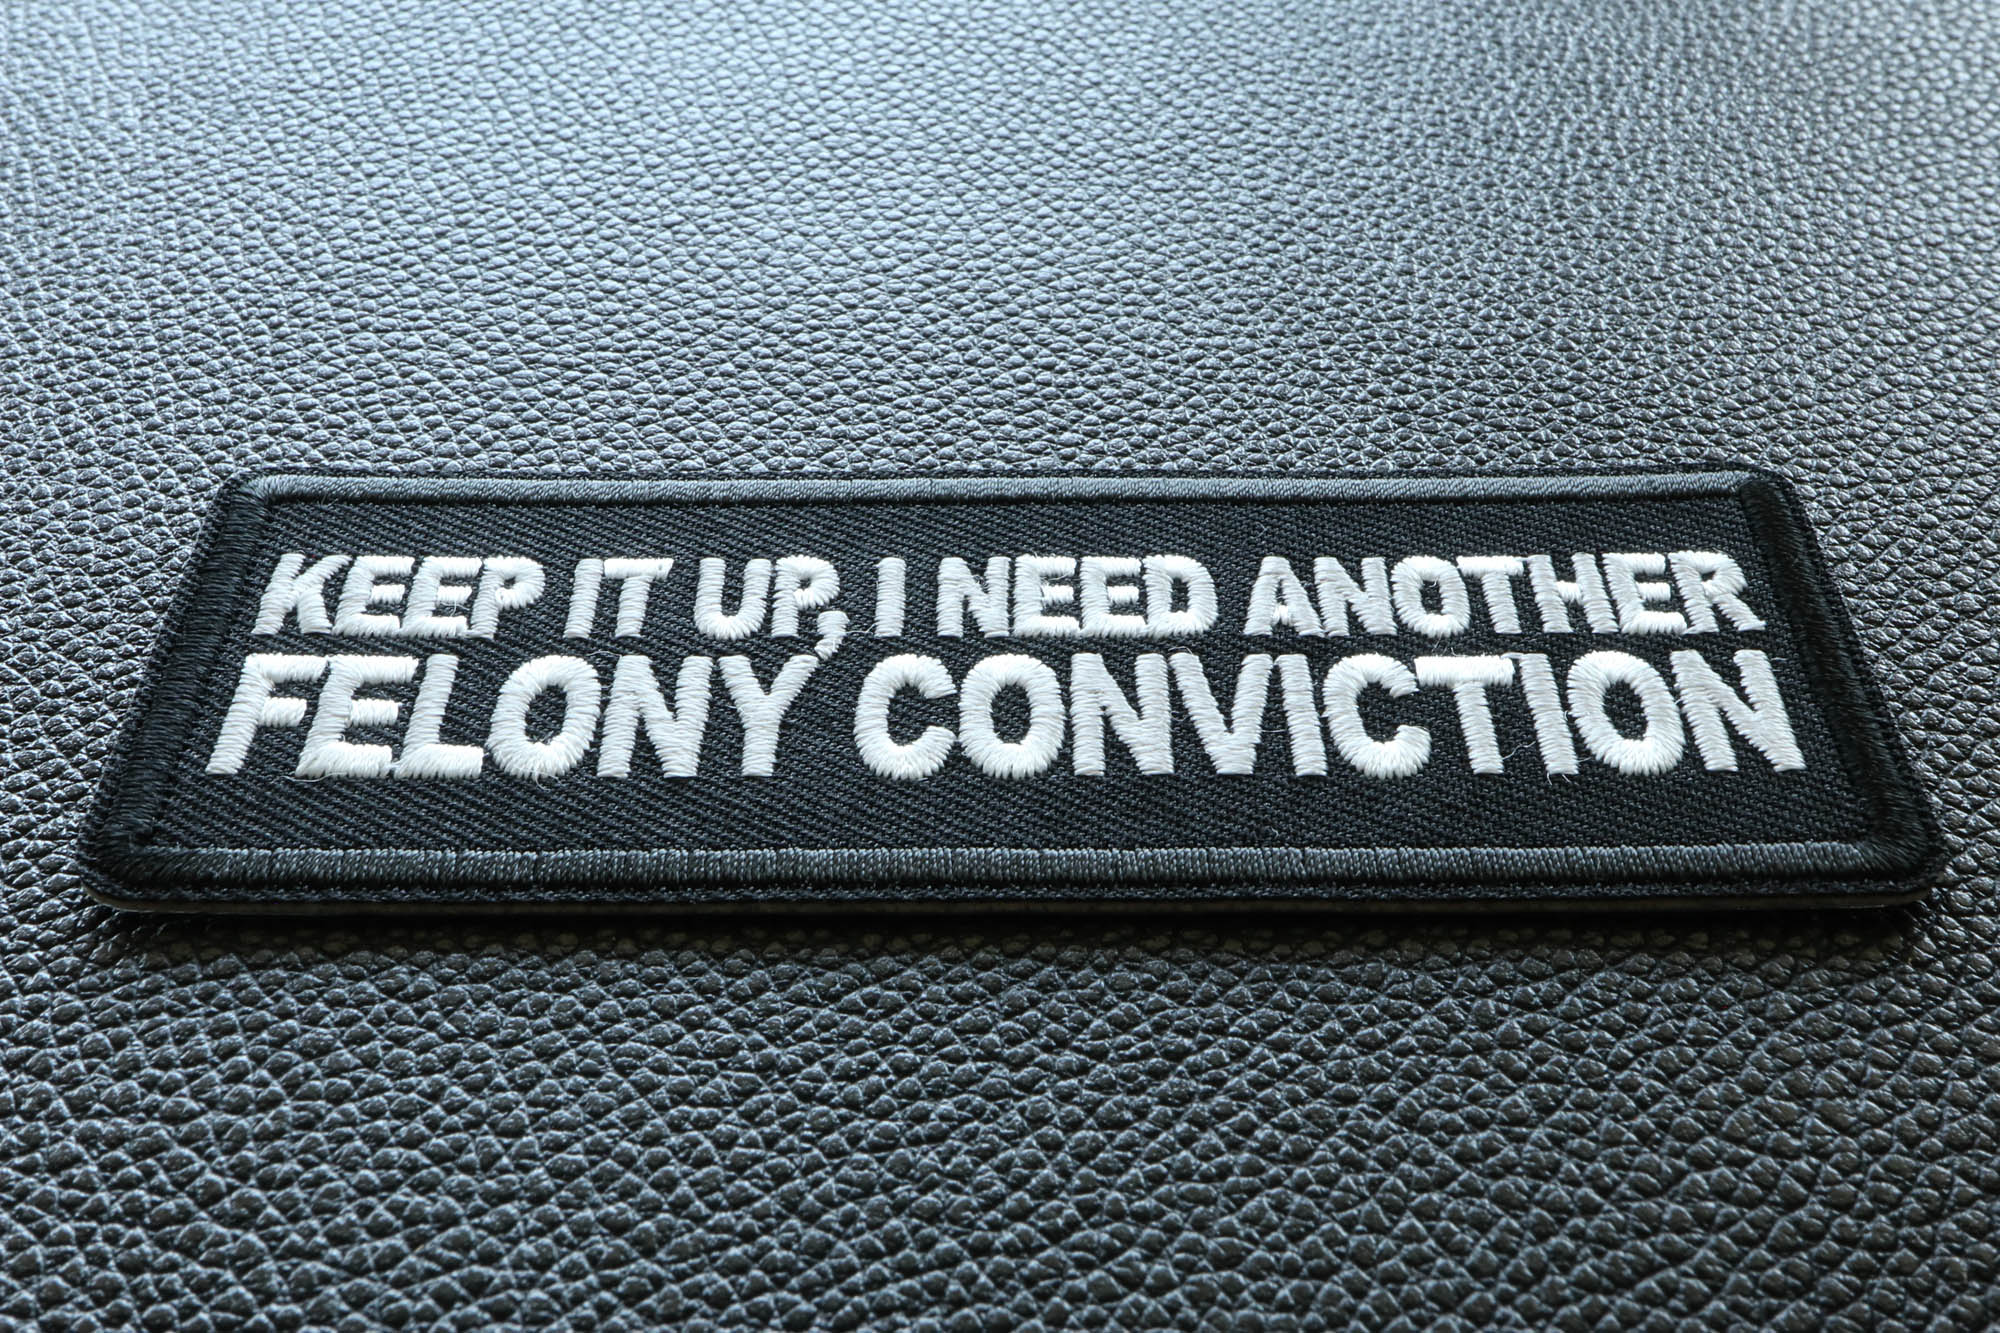 KEEP IT UP, I NEED ANOTHER
FELONY CONVICTION